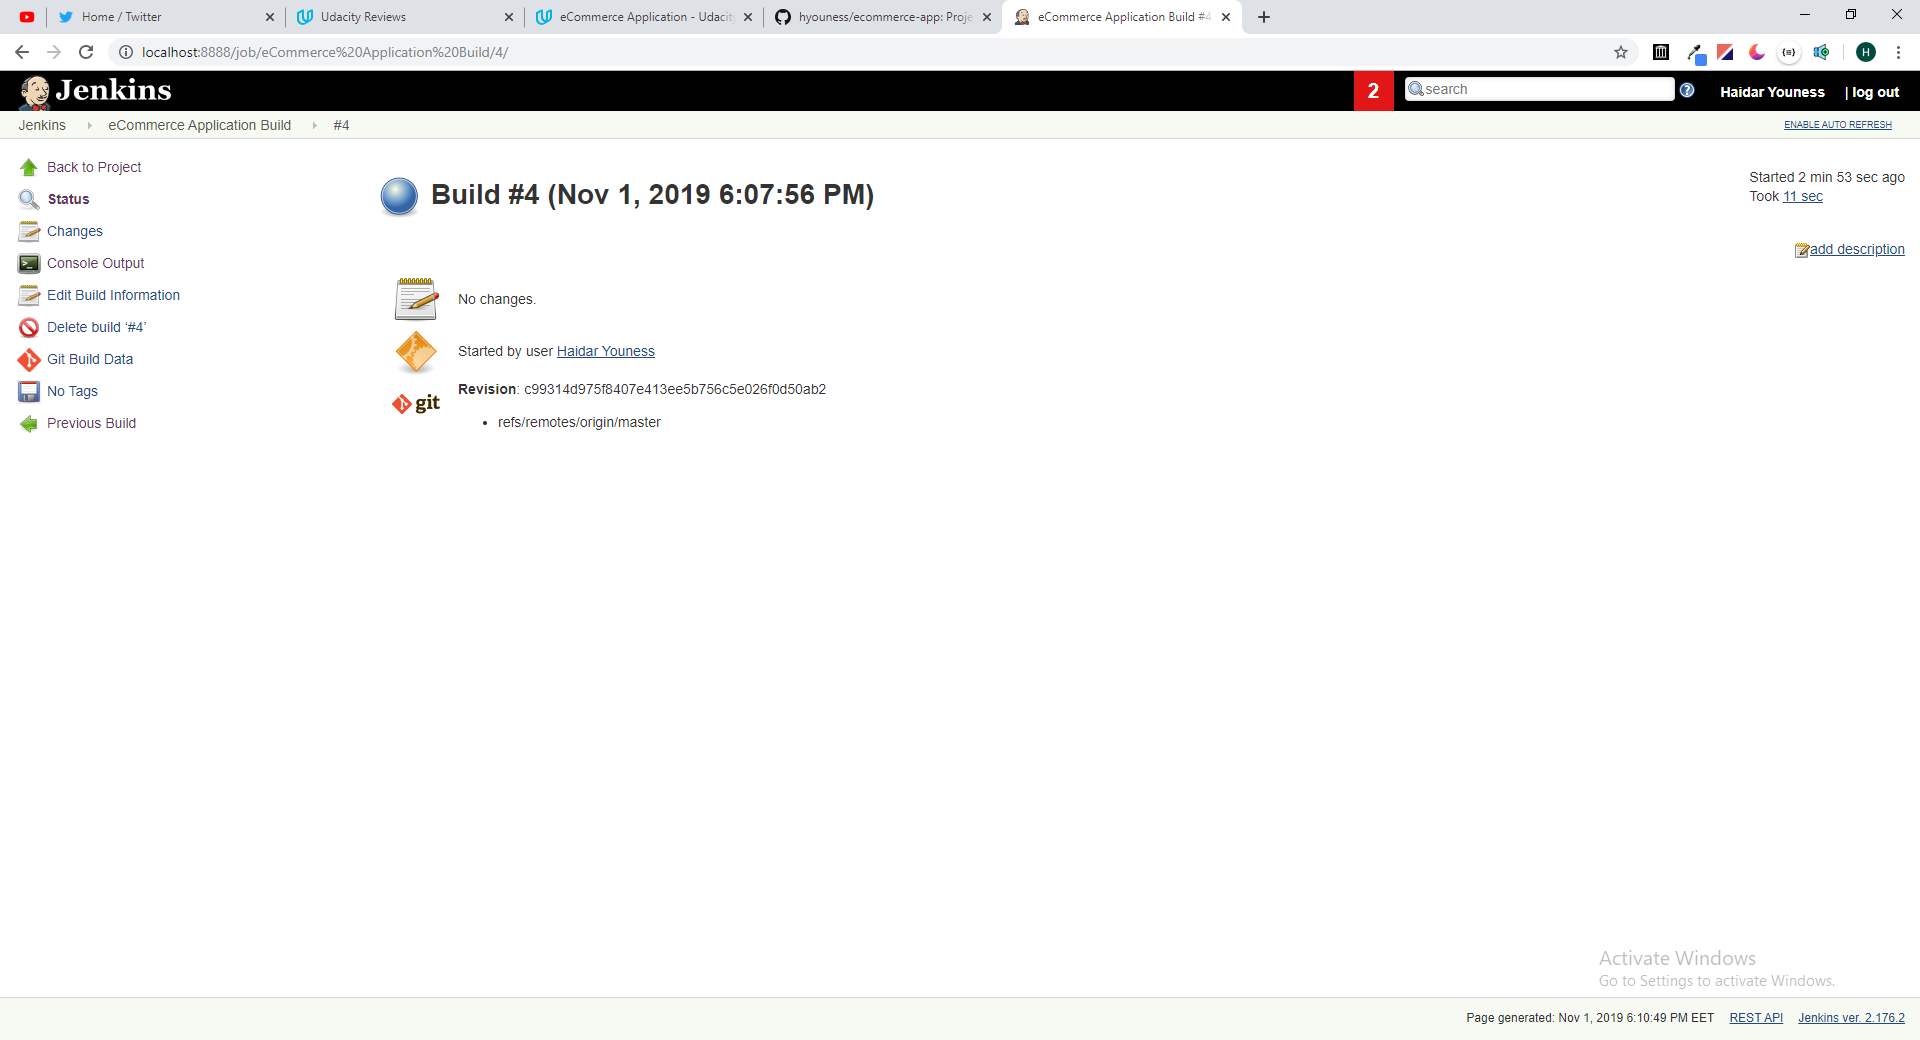 Home / Twitter
Udacity Reviews
eCommerce Application - Udaci
hyouness/ecommerce-app: Proje
eCommerce Application Build #4
localhost:8888/job/eCommerce%20Application%20Build/4/
H
Jenkins
2
search
Haidar Youness
| log out
Jenkins
eCommerce Application Build
#4
ENABLE AUTO REFRESH
Back to Project
Status
Changes
Console Output
Edit Build Information
Delete build ‘#4’
Git Build Data
No Tags
Previous Build
Build #4 (Nov 1, 2019 6:07:56 PM)
Started 2 min 53 sec ago
Took 11 sec
add description
No changes.
Started by user Haidar Youness
git
Revision: c99314d975f8407e413ee5b756c5e026f0d50ab2
refs/remotes/origin/master
Activate Windows
Go to Settings to activate Windows.
Page generated: Nov 1, 2019 6:10:49 PM EET
REST API
Jenkins ver. 2.176.2